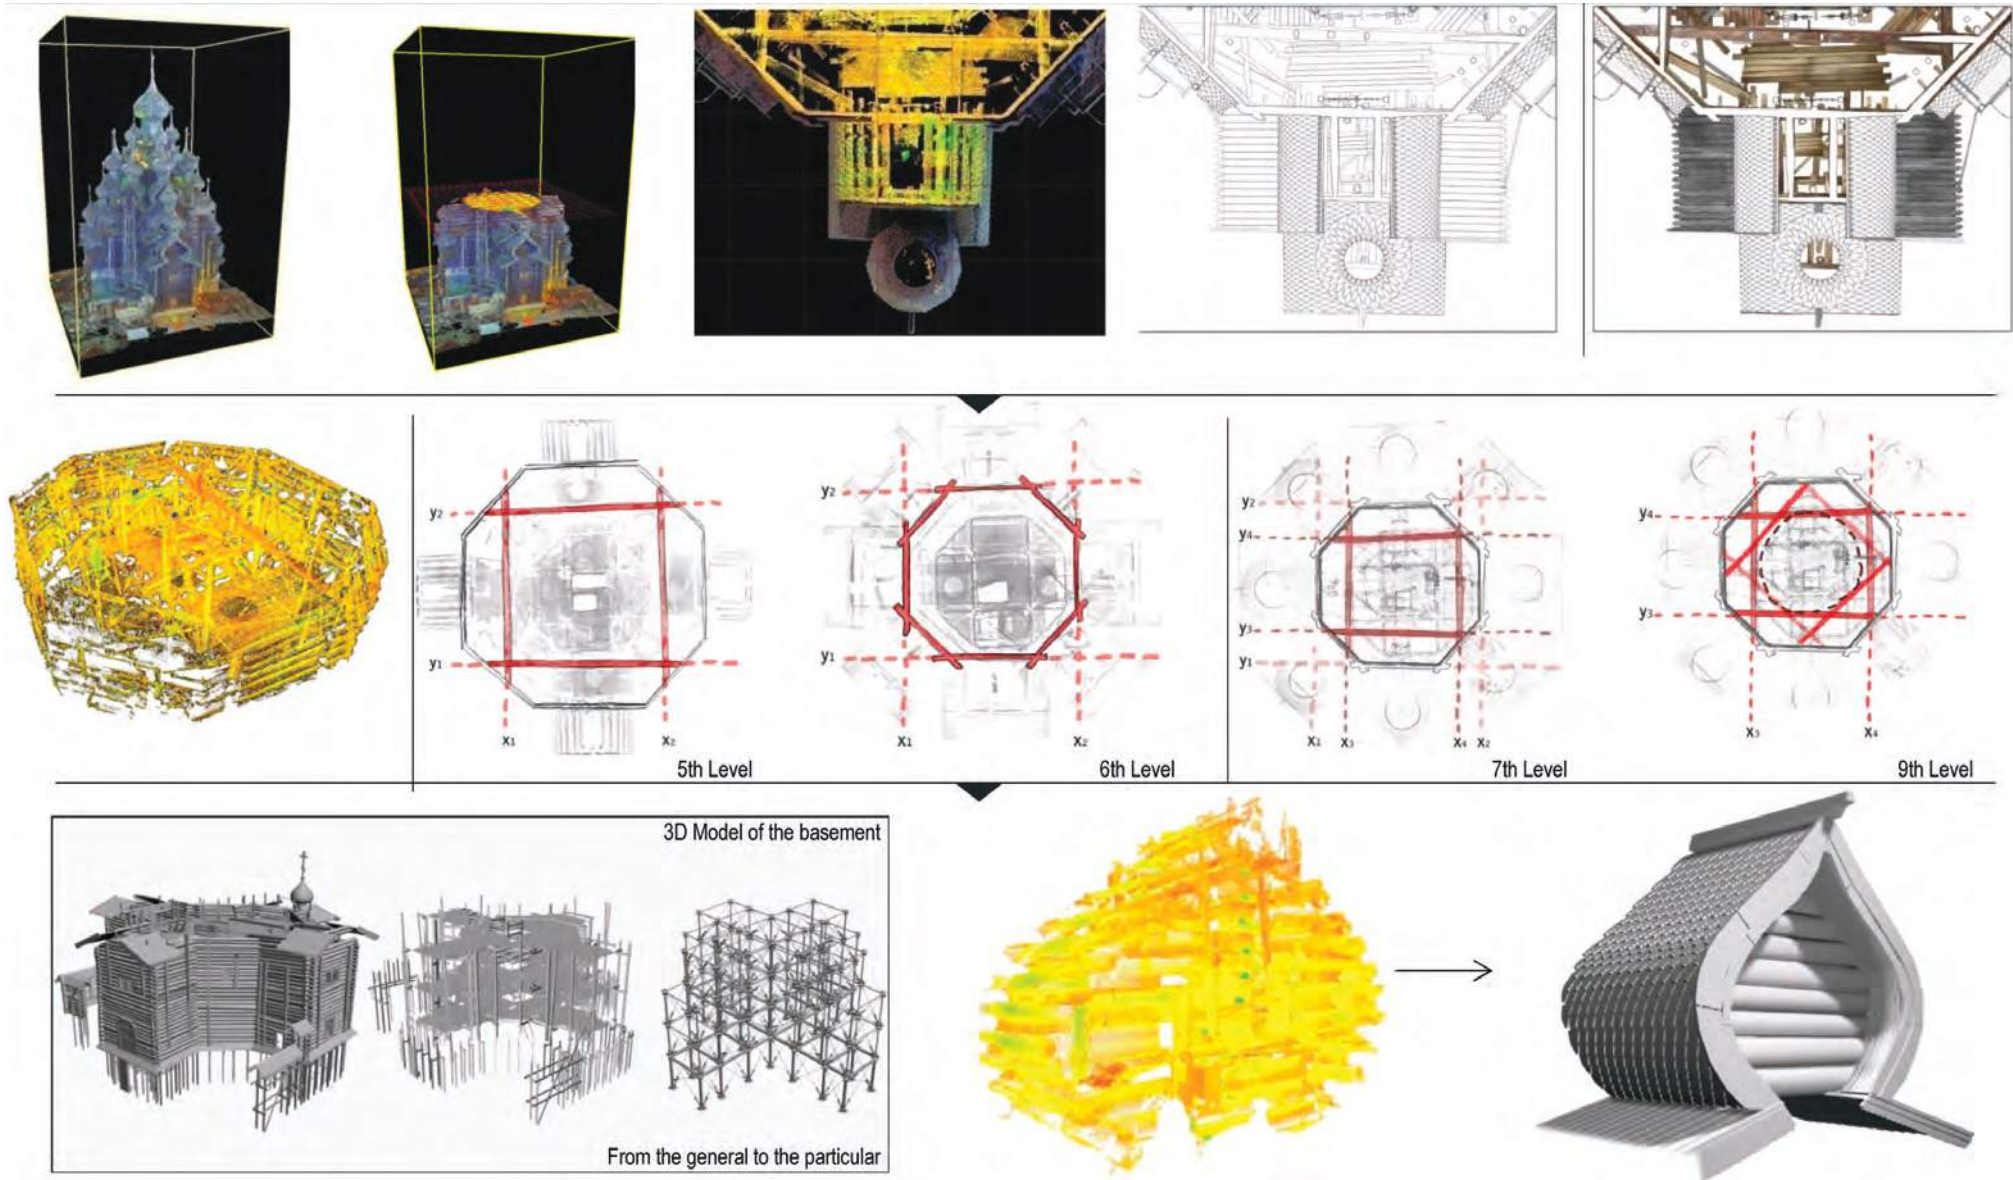 y₂
y₁
x₁
x₂
5th Level
y₂
y₁
x₁
x₂
6th Level
y₂
y₄
y₃
y₁
x₁
x₃
x₄
x₂
7th Level
y₄
y₃
x₃
x₄
9th Level
3D Model of the basement
From the general to the particular